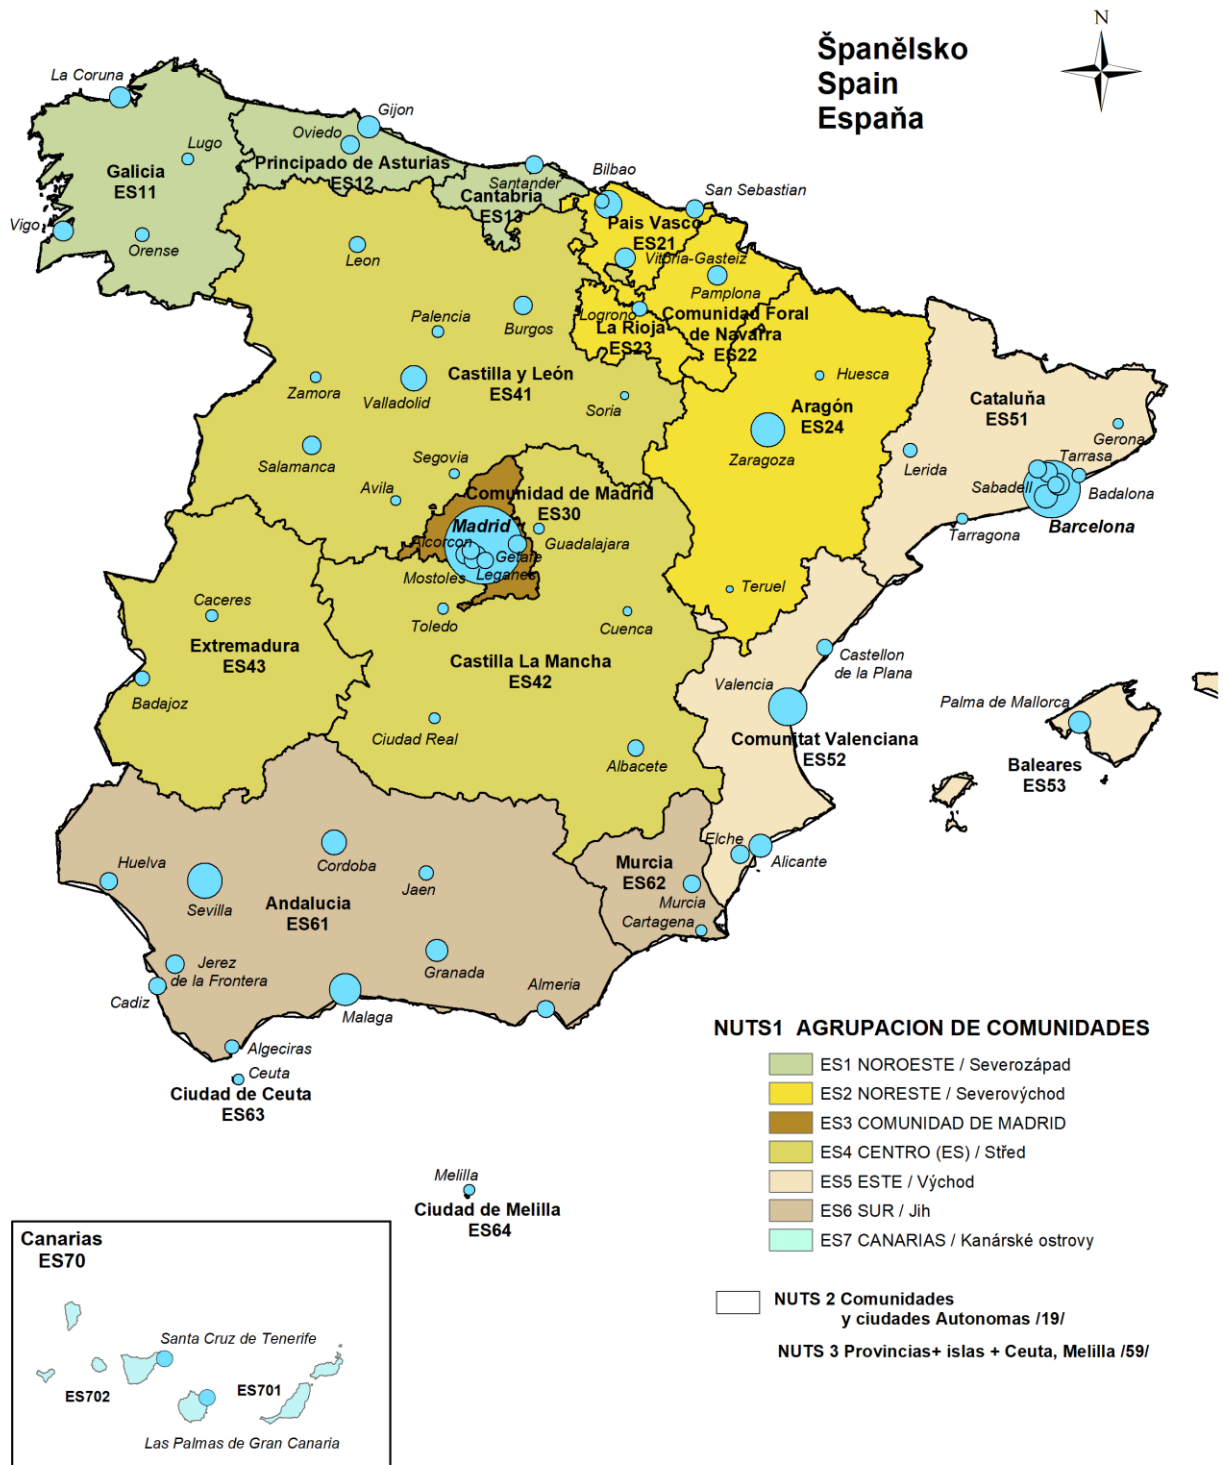 Španělsko
Spain
Espaňa
N
La Coruna
Gijon
Oviedo
Lugo
Galicia
ES11
Principado de Asturias
ES12
Santander
Cantabria
ES13
Bilbao
San Sebastian
Vigo
Orense
Leon
Pais Vasco
ES21
Vitoria-Gasteiz
Pamplona
Palencia
Burgos
Logrono
La Rioja
ES23
Comunidad Foral
de Navarra
ES22
Zamora
Valladolid
Castilla y León
ES41
Soria
Huesca
Aragón
ES24
Zaragoza
Cataluňa
ES51
Gerona
Lerida
Tarrasa
Sabadell
Badalona
Barcelona
Tarragona
Salamanca
Segovia
Avila
Comunidad de Madrid
ES30
Madrid
Alcorcon
Getafe
Guadalajara
Mostoles
Leganes
Teruel
Caceres
Toledo
Cuenca
Extremadura
ES43
Castilla La Mancha
ES42
Castellon
de la Plana
Badajoz
Valencia
Palma de Mallorca
Ciudad Real
Albacete
Comunitat Valenciana
ES52
Baleares
ES53
Elche
Alicante
Huelva
Cordoba
Jaen
Murcia
ES62
Murcia
Cartagena
Sevilla
Andalucia
ES61
Jerez
de la Frontera
Granada
Almeria
Cadiz
Malaga
Algeciras
Ceuta
Ciudad de Ceuta
ES63
Melilla
Ciudad de Melilla
ES64
NUTS1 AGRUPACION DE COMUNIDADES
ES1 NOROESTE / Severozápad
ES2 NORESTE / Severovýchod
ES3 COMUNIDAD DE MADRID
ES4 CENTRO (ES) / Střed
ES5 ESTE / Východ
ES6 SUR / Jih
ES7 CANARIAS / Kanárské ostrovy
NUTS 2 Comunidades
y ciudades Autonomas /19/
NUTS 3 Provincias+ islas + Ceuta, Melilla /59/
Canarias
ES70
Santa Cruz de Tenerife
ES702
ES701
Las Palmas de Gran Canaria